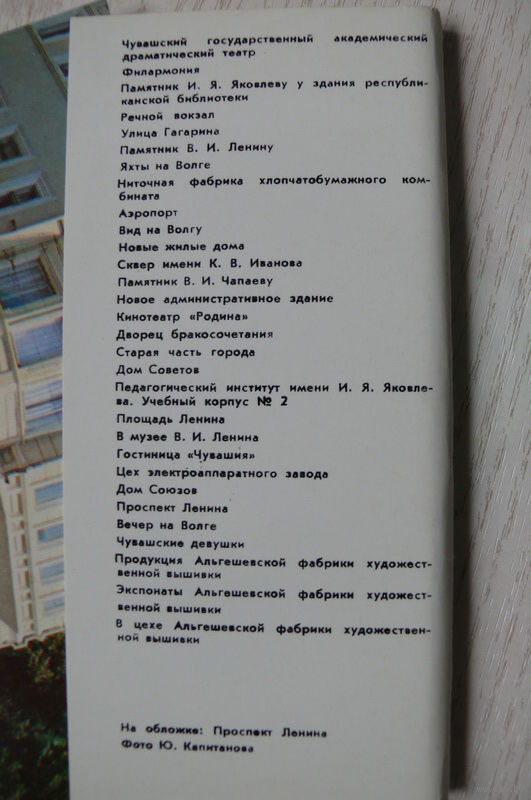 Чувашский государственный академический
драматический театр
Филармония
Памятник И. Я. Яковлеву у здания республи-
канской библиотеки
Речной вокзал
Улица Гагарина
Памятник В. И. Ленину
Яхты на Волге
Ниточная фабрика хлопчатобумажного ком-
бината
Аэропорт
Вид на Волгу
Новые жилые дома
Сквер имени К. В. Иванова
Памятник В. И. Чапаеву
Новое административное здание
Кинотеатр «Родина»
Дворец бракосочетания
Старая часть города
Дом Советов
Педагогический институт имени И. Я. Яковле-
ва. Учебный корпус № 2
Площадь Ленина
В музее В. И. Ленина
Гостиница «Чувашия»
Цех электроаппаратного завода
Дом Союзов
Проспект Ленина
Вечер на Волге
Чувашские девушки
Продукция Альгешевской фабрики художест-
венной вышивки
Экспонаты Альгешевской фабрики художест-
венной вышивки
В цехе Альгешевской фабрики художествен-
ной вышивки
На обложке: Проспект Ленина
Фото Ю. Капитанова